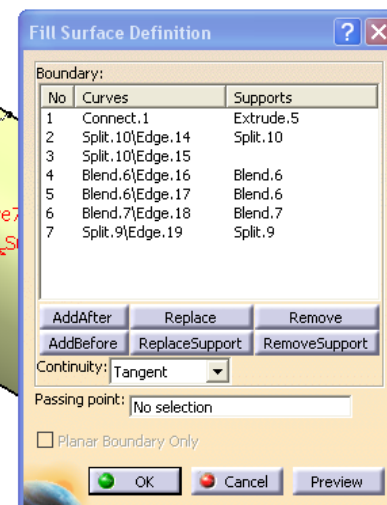 Fill Surface Definition
Boundary:
No Curves Supports
1 Connect.1 Extrude.5
2 Split.10\Edge.14 Split.10
3 Split.10\Edge.15
4 Blend.6\Edge.16 Blend.6
5 Blend.6\Edge.17 Blend.6
6 Blend.7\Edge.18 Blend.7
7 Split.9\Edge.19 Split.9
AddAfter Replace Remove
AddBefore ReplaceSupport RemoveSupport
Continuity: Tangent
Passing point: No selection
Planar Boundary Only
OK Cancel Preview